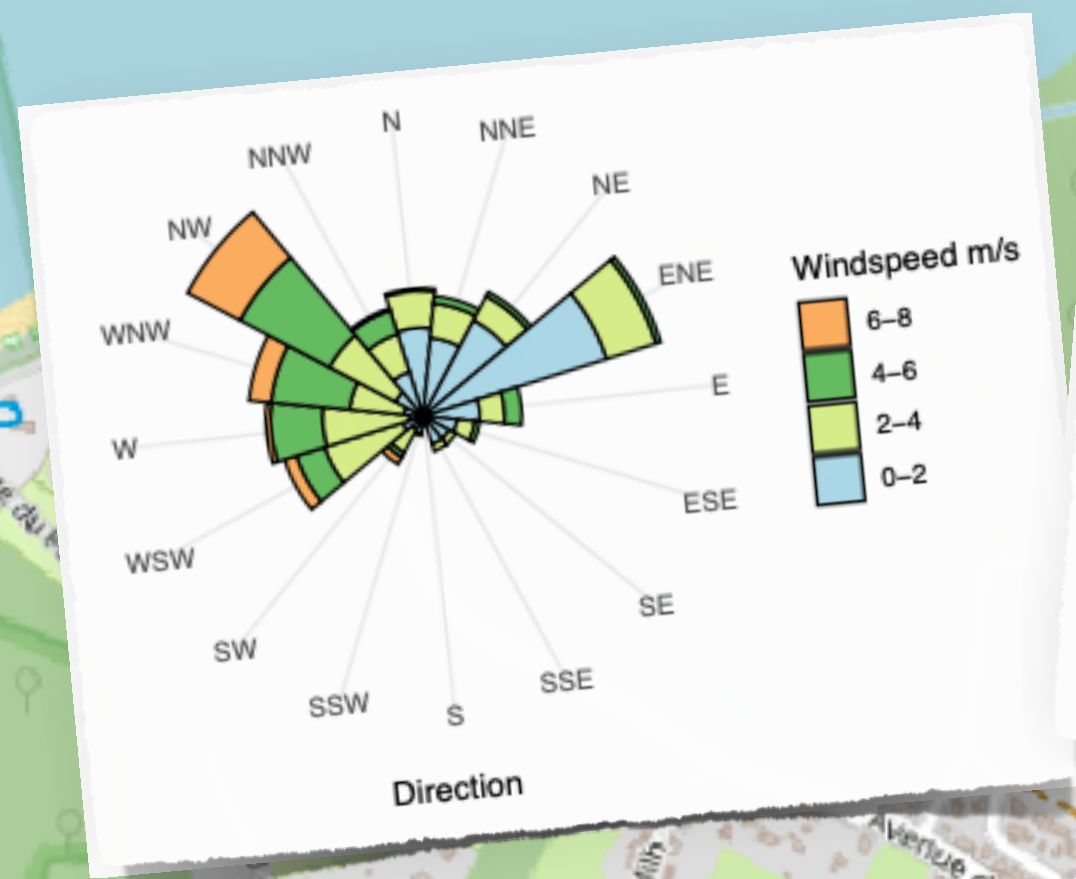 N
NNE
NNW
NE
NW
ENE
Windspeed m/s
6–8
WNW
4–6
E
2–4
W
0–2
ESE
WSW
SE
SW
SSE
SSW
S
Direction
Avenue